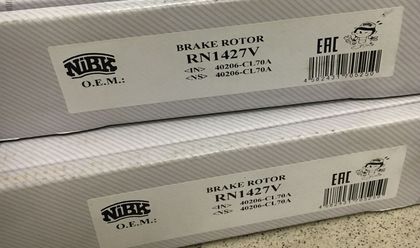 NiBK
O.E.M.:
BRAKE ROTOR
RN1427V
<IN> 40206-CL70A
<NS> 40206-CL70A
EAC
NiBK
O.E.M.:
BRAKE ROTOR
RN1427V
<IN> 40206-CL70A
<NS> 40206-CL70A
EAC